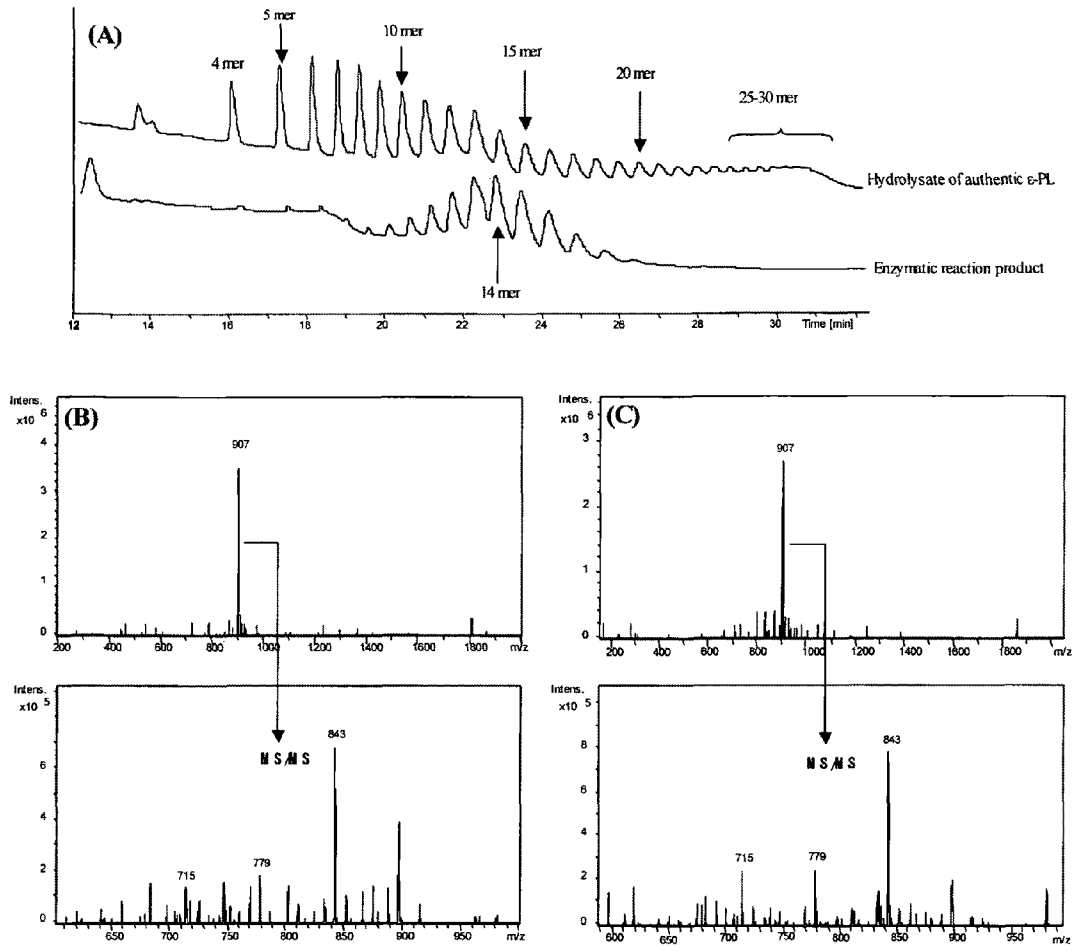 (A)
4 mer
5 mer
10 mer
15 mer
20 mer
25-30 mer
Hydrolysate of authentic ε-PL
Enzymatic reaction product
14 mer
12 14 16 18 20 22 24 26 28 30 Time [min]
(B)
Intens.
x10 6
4
3
2
1
0
907
200 400 600 800 1000 1200 1400 1600 1800 m/z
Intens.
x10 5
6
4
2
0
MS/MS
715
779
843
650 700 750 800 850 900 950 m/z
(C)
Intens.
x10 6
3
2
1
0
907
200 400 600 800 1000 1200 1400 1600 1800 m/z
Intens.
x10 5
8
6
4
2
0
MS/MS
715
779
843
600 650 700 750 800 850 900 950 m/z